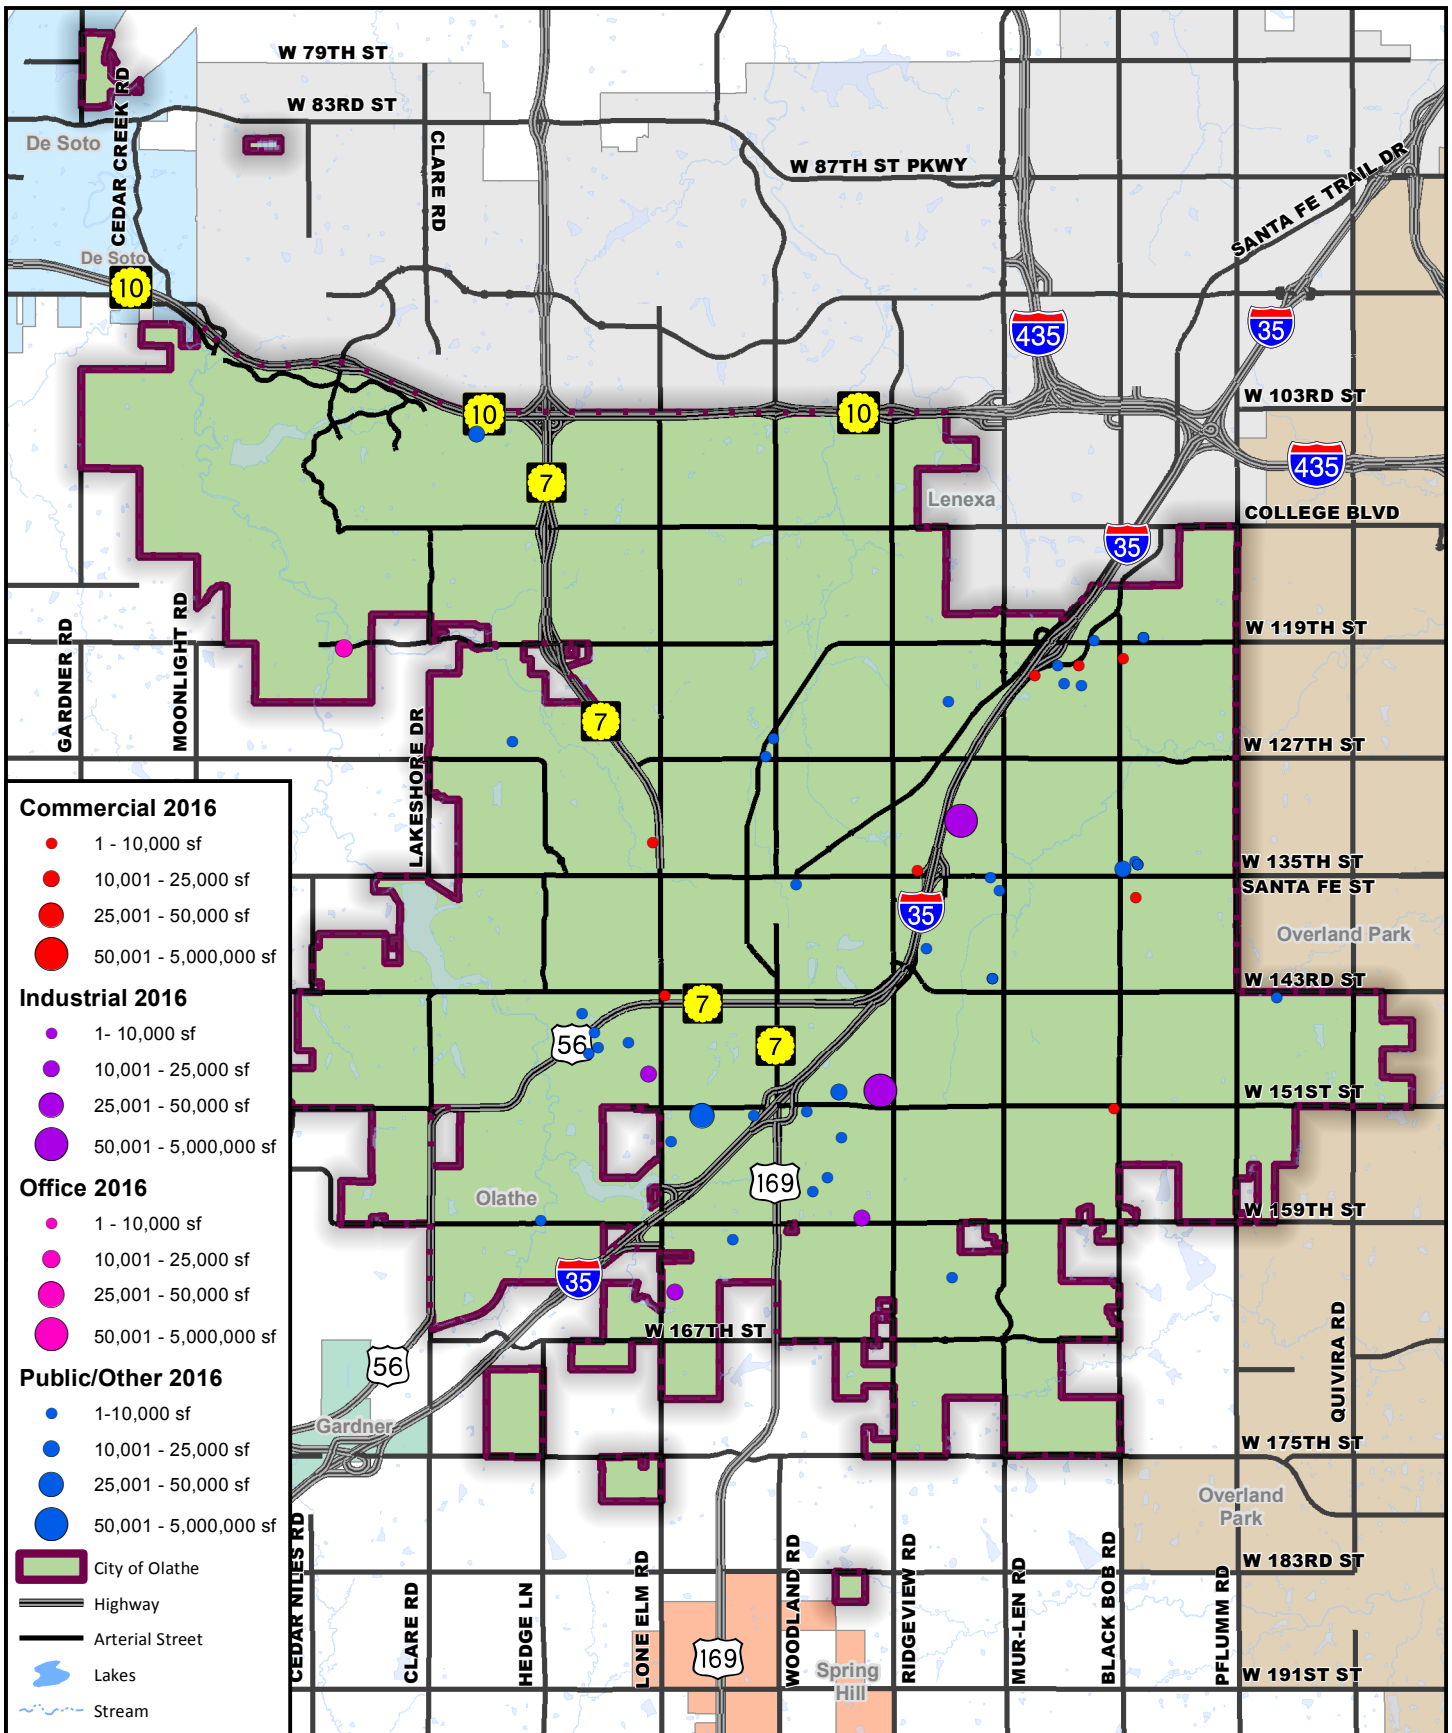 W 79TH ST
W 83RD ST
De Soto
CEDAR CREEK RD
CLARE RD
W 87TH ST PKWY
SANTA FE TRAIL DR
De Soto
10
435
35
10
10
W 103RD ST
435
7
Lenexa
COLLEGE BLVD
35
GARDNER RD
MOONLIGHT RD
W 119TH ST
LAKESHORE DR
7
W 127TH ST
W 135TH ST
SANTA FE ST
35
Overland Park
W 143RD ST
7
56
7
W 151ST ST
169
Olathe
W 159TH ST
35
W 167TH ST
56
QUIVIRA RD
Gardner
W 175TH ST
Overland
Park
CEDAR NILES RD
CLARE RD
HEDGE LN
LONE ELM RD
WOODLAND RD
RIDGEVIEW RD
MUR-LEN RD
BLACK BOB RD
PFLUMM RD
W 183RD ST
169
Spring
Hill
W 191ST ST
Commercial 2016
1 - 10,000 sf
10,001 - 25,000 sf
25,001 - 50,000 sf
50,001 - 5,000,000 sf
Industrial 2016
1- 10,000 sf
10,001 - 25,000 sf
25,001 - 50,000 sf
50,001 - 5,000,000 sf
Office 2016
1 - 10,000 sf
10,001 - 25,000 sf
25,001 - 50,000 sf
50,001 - 5,000,000 sf
Public/Other 2016
1-10,000 sf
10,001 - 25,000 sf
25,001 - 50,000 sf
50,001 - 5,000,000 sf
City of Olathe
Highway
Arterial Street
Lakes
Stream